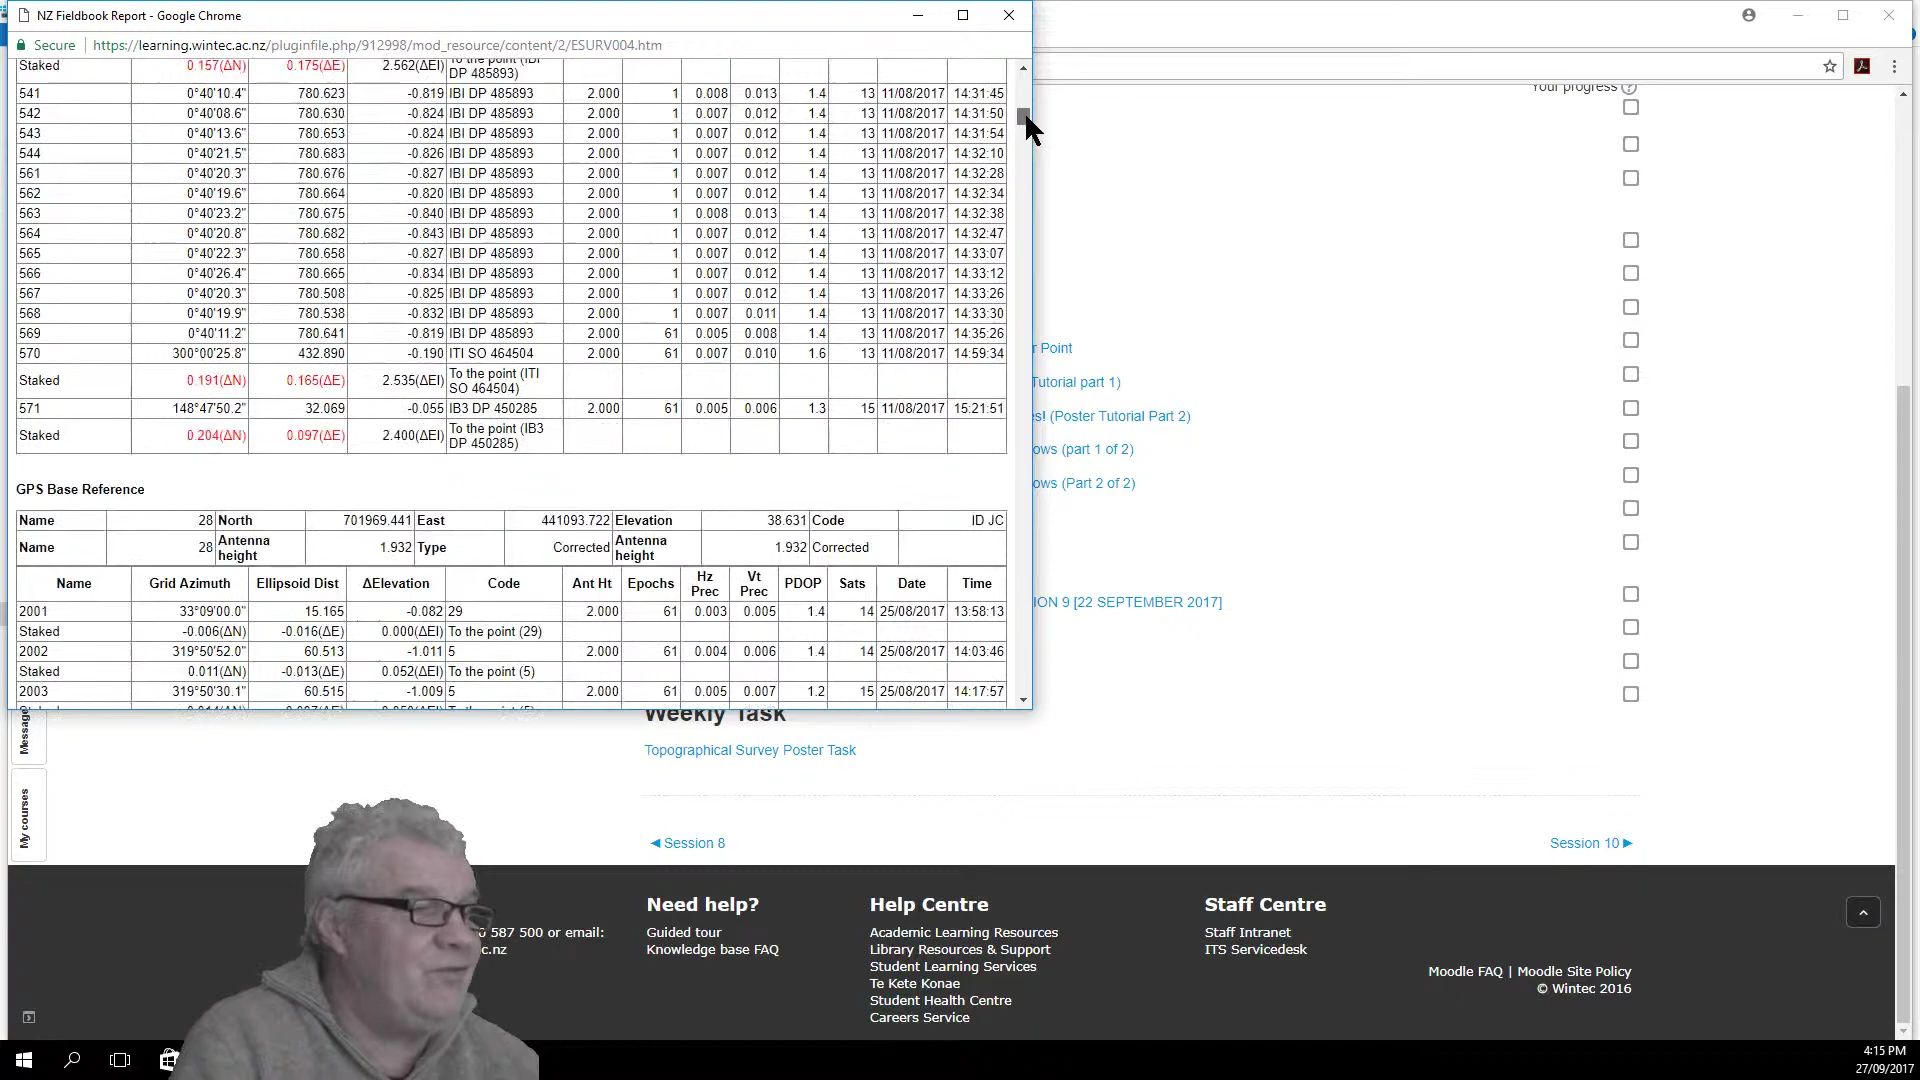 NZ Fieldbook Report - Google Chrome
Secure https://learning.wintec.ac.nz/pluginfile.php/912998/mod_resource/content/2/ESURV004.htm
Staked 0.157(ΔN) 0.175(ΔE) 2.562(ΔEl) To the point (IBI DP 485893)
541 0°40'10.4" 780.623 -0.819 IBI DP 485893 2.000 1 0.008 0.013 1.4 13 11/08/2017 14:31:45
542 0°40'08.6" 780.630 -0.824 IBI DP 485893 2.000 1 0.007 0.012 1.4 13 11/08/2017 14:31:50
543 0°40'13.6" 780.653 -0.824 IBI DP 485893 2.000 1 0.007 0.012 1.4 13 11/08/2017 14:31:54
544 0°40'21.5" 780.683 -0.826 IBI DP 485893 2.000 1 0.007 0.012 1.4 13 11/08/2017 14:32:10
561 0°40'20.3" 780.676 -0.827 IBI DP 485893 2.000 1 0.007 0.012 1.4 13 11/08/2017 14:32:28
562 0°40'19.6" 780.664 -0.820 IBI DP 485893 2.000 1 0.007 0.012 1.4 13 11/08/2017 14:32:34
563 0°40'23.2" 780.675 -0.840 IBI DP 485893 2.000 1 0.008 0.013 1.4 13 11/08/2017 14:32:38
564 0°40'20.8" 780.682 -0.843 IBI DP 485893 2.000 1 0.007 0.012 1.4 13 11/08/2017 14:32:47
565 0°40'22.3" 780.658 -0.827 IBI DP 485893 2.000 1 0.007 0.012 1.4 13 11/08/2017 14:33:07
566 0°40'26.4" 780.665 -0.834 IBI DP 485893 2.000 1 0.007 0.012 1.4 13 11/08/2017 14:33:12
567 0°40'20.3" 780.508 -0.825 IBI DP 485893 2.000 1 0.007 0.012 1.4 13 11/08/2017 14:33:26
568 0°40'19.9" 780.538 -0.832 IBI DP 485893 2.000 1 0.007 0.011 1.4 13 11/08/2017 14:33:30
569 0°40'11.2" 780.641 -0.819 IBI DP 485893 2.000 61 0.005 0.008 1.4 13 11/08/2017 14:35:26
570 300°00'25.8" 432.890 -0.190 ITI SO 464504 2.000 61 0.007 0.010 1.6 13 11/08/2017 14:59:34
Staked 0.191(ΔN) 0.165(ΔE) 2.535(ΔEl) To the point (ITI SO 464504)
571 148°47'50.2" 32.069 -0.055 IB3 DP 450285 2.000 61 0.005 0.006 1.3 15 11/08/2017 15:21:51
Staked 0.204(ΔN) 0.097(ΔE) 2.400(ΔEl) To the point (IB3 DP 450285)
GPS Base Reference
Name 28 North 701969.441 East 441093.722 Elevation 38.631 Code ID JC
Name 28 Antenna height 1.932 Type Corrected Antenna height 1.932 Corrected
Name Grid Azimuth Ellipsoid Dist ΔElevation Code Ant Ht Epochs Hz Prec Vt Prec PDOP Sats Date Time
2001 33°09'00.0" 15.165 -0.082 29 2.000 61 0.003 0.005 1.4 14 25/08/2017 13:58:13
Staked -0.006(ΔN) -0.016(ΔE) 0.000(ΔEl) To the point (29)
2002 319°50'52.0" 60.513 -1.011 5 2.000 61 0.004 0.006 1.4 14 25/08/2017 14:03:46
Staked 0.011(ΔN) -0.013(ΔE) 0.052(ΔEl) To the point (5)
2003 319°50'30.1" 60.515 -1.009 5 2.000 61 0.005 0.007 1.2 15 25/08/2017 14:17:57
Your progress
r Point
Tutorial part 1)
s! (Poster Tutorial Part 2)
ows (part 1 of 2)
ows (Part 2 of 2)
ION 9 [22 SEPTEMBER 2017]
Weekly Task
Topographical Survey Poster Task
Message
My courses
◀ Session 8
Session 10 ▶
Need help?
Help Centre
Staff Centre
0 587 500 or email:
c.nz
Guided tour
Knowledge base FAQ
Academic Learning Resources
Library Resources & Support
Student Learning Services
Te Kete Konae
Student Health Centre
Careers Service
Staff Intranet
ITS Servicedesk
Moodle FAQ | Moodle Site Policy
© Wintec 2016
4:15 PM
27/09/2017